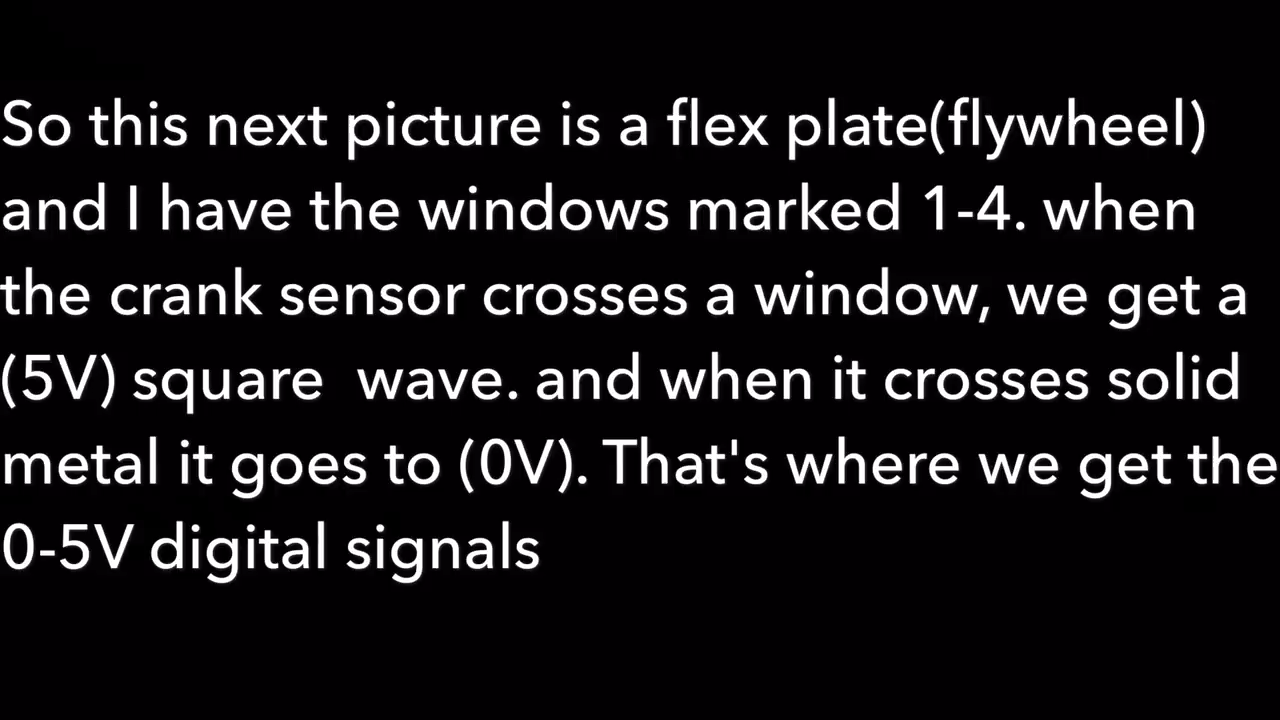 So this next picture is a flex plate(flywheel)
and I have the windows marked 1-4. when
the crank sensor crosses a window, we get a
(5V) square  wave. and when it crosses solid
metal it goes to (0V). That's where we get the
0-5V digital signals